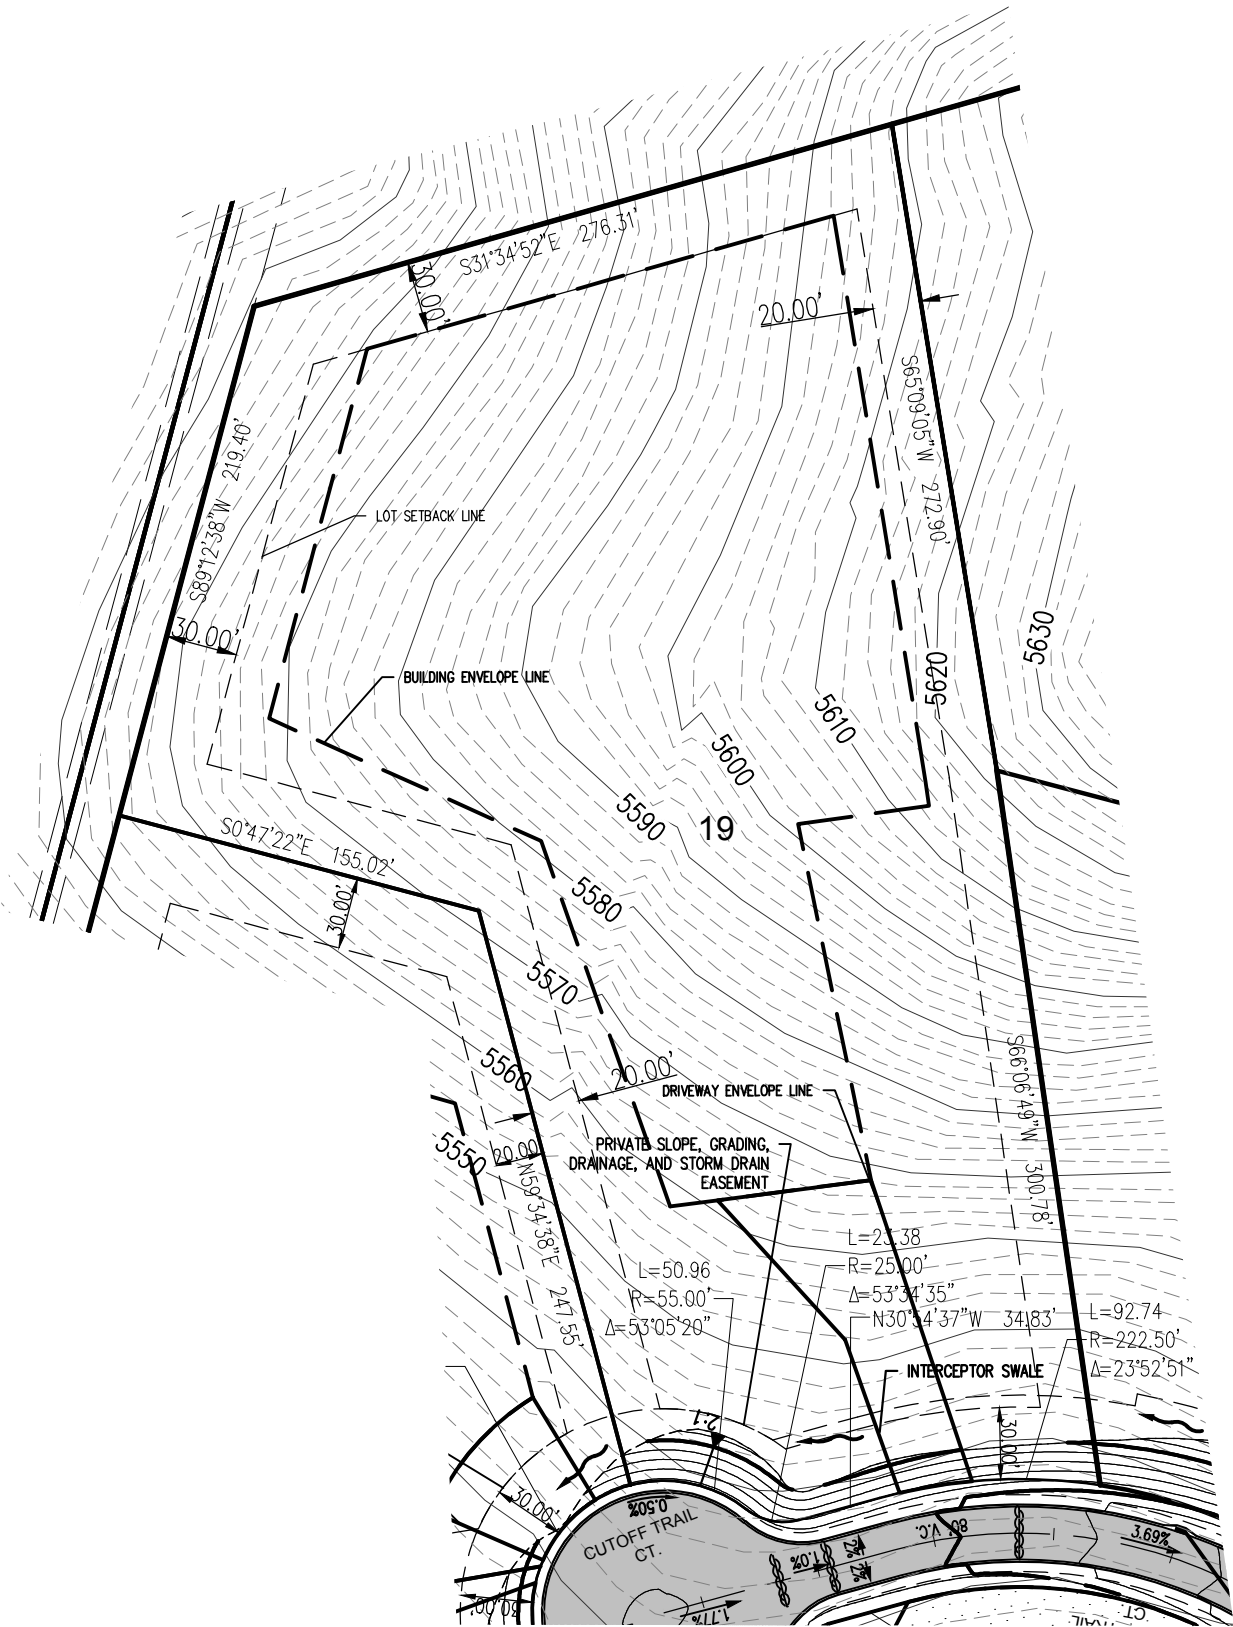 S31°34'52"E 276.31'
30.00'
20.00'
S65°09'05"W 272.90'
S89°12'38"W 219.40'
LOT SETBACK LINE
30.00'
BUILDING ENVELOPE LINE
5630
5620
5610
5600
5590
19
S0°47'22"E 155.02'
30.00'
5580
5570
5560
20.00'
DRIVEWAY ENVELOPE LINE
S66°06'49"W 300.78'
5550
20.00'
PRIVATE SLOPE, GRADING,
DRAINAGE, AND STORM DRAIN
EASEMENT
N59°34'38"E 247.55'
L=23.38
R=25.00'
Δ=53°34'35"
N30°54'37"W 34.83'
L=50.96
R=55.00'
Δ=53°05'20"
L=92.74
R=222.50'
Δ=23°52'51"
INTERCEPTOR SWALE
2:1
30.00'
30.00'
0.50%
CUTOFF TRAIL
CT.
80' V.C.
3.69%
1.0%
2%
2%
30.00'
1.71%
CT.